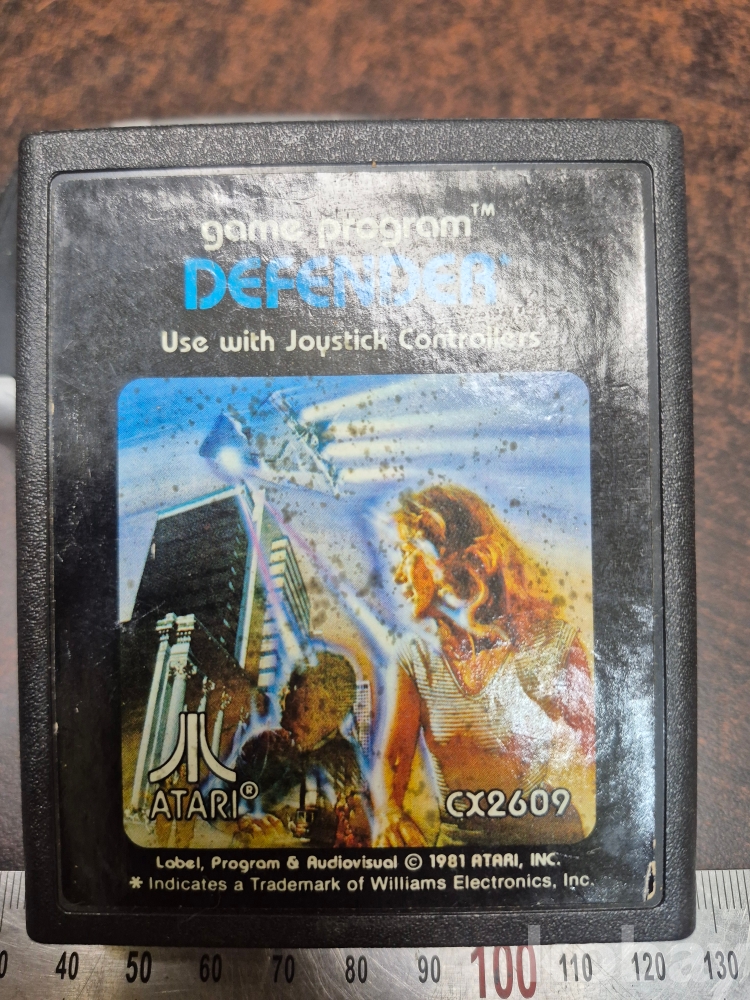 game program™
DEFENDER*
Use with Joystick Controllers
ATARI®
CX2609
Label, Program & Audiovisual © 1981 ATARI, INC.
* Indicates a Trademark of Williams Electronics, Inc.
40 50 60 70 80 90 100 110 120 130